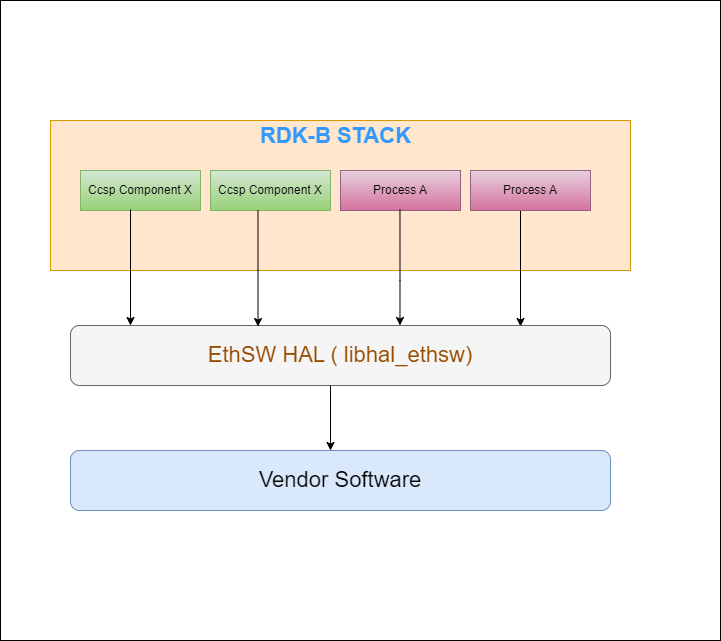 RDK-B STACK
Ccsp Component X
Ccsp Component X
Process A
Process A
EthSW HAL ( libhal_ethsw)
Vendor Software